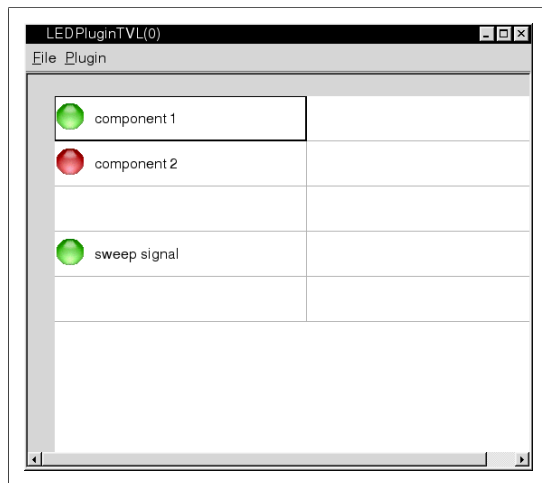 LEDPluginTVL(0)
File Plugin
component 1
component 2
sweep signal